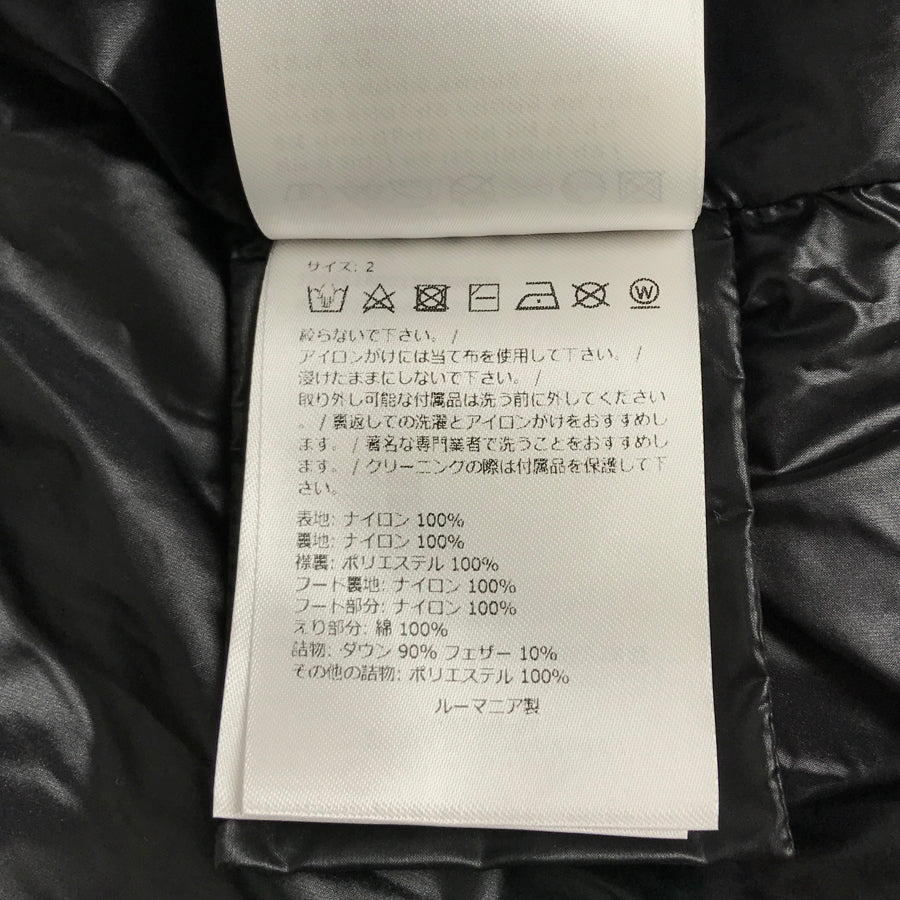 サイズ: 2
W
絞らないで下さい。/
アイロンがけには当て布を使用して下さい。/
浸けたままにしないで下さい。/
取り外し可能な付属品は洗う前に外してください
。/ 裏返しての洗濯とアイロンがけをおすすめし
ます。/ 著名な専門業者で洗うことをおすすめし
ます。/ クリーニングの際は付属品を保護して下
さい。
表地: ナイロン 100%
裏地: ナイロン 100%
襟裏: ポリエステル 100%
フード裏地: ナイロン 100%
フード部分: ナイロン 100%
えり部分: 綿 100%
詰物: ダウン 90% フェザー 10%
その他の詰物: ポリエステル 100%
ルーマニア製